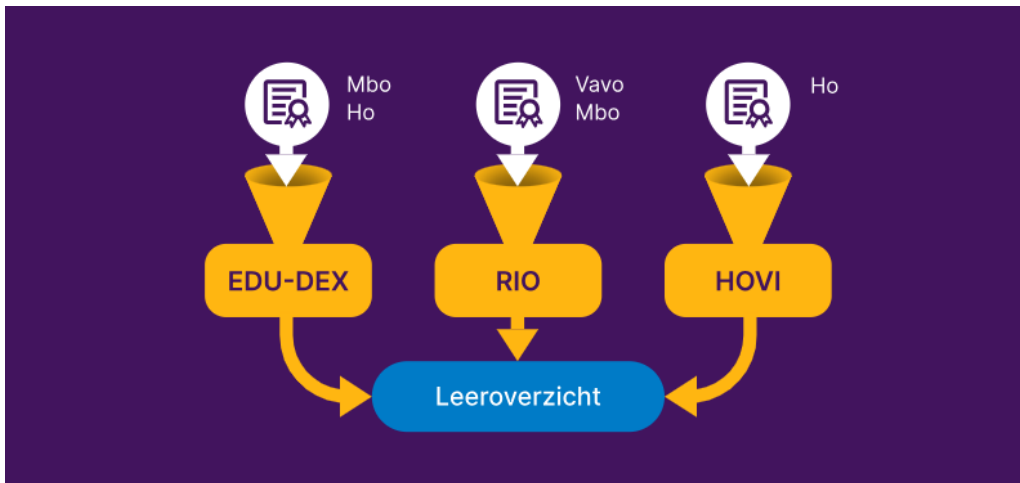 Mbo
Ho
Vavo
Mbo
Ho
EDU-DEX
RIO
HOVI
Leeroverzicht